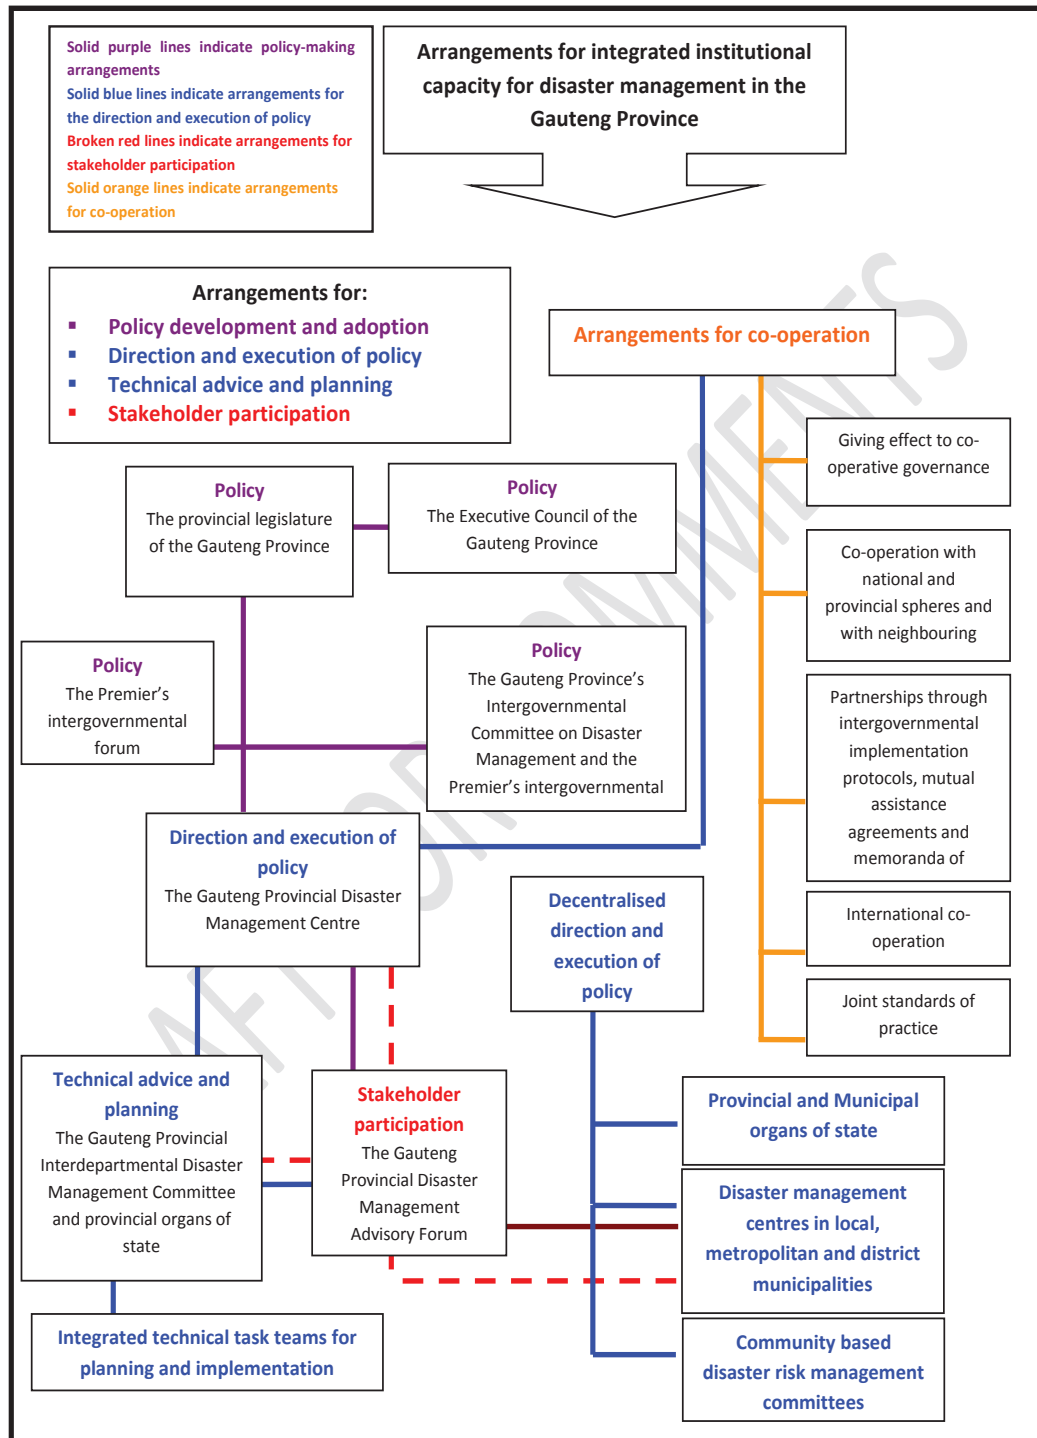 Solid purple lines indicate policy-making
arrangements
Solid blue lines indicate arrangements for
the direction and execution of policy
Broken red lines indicate arrangements for
stakeholder participation
Solid orange lines indicate arrangements
for co-operation
Arrangements for integrated institutional
capacity for disaster management in the
Gauteng Province
Arrangements for:
▪ Policy development and adoption
▪ Direction and execution of policy
▪ Technical advice and planning
▪ Stakeholder participation
Arrangements for co-operation
Giving effect to co-
operative governance
Co-operation with
national and
provincial spheres and
with neighbouring
Partnerships through
intergovernmental
implementation
protocols, mutual
assistance
agreements and
memoranda of
International co-
operation
Joint standards of
practice
Policy
The provincial legislature
of the Gauteng Province
Policy
The Executive Council of the
Gauteng Province
Policy
The Premier’s
intergovernmental
forum
Policy
The Gauteng Province’s
Intergovernmental
Committee on Disaster
Management and the
Premier’s intergovernmental
Direction and execution of
policy
The Gauteng Provincial Disaster
Management Centre
Decentralised
direction and
execution of
policy
Technical advice and
planning
The Gauteng Provincial
Interdepartmental Disaster
Management Committee
and provincial organs of
state
Stakeholder
participation
The Gauteng
Provincial Disaster
Management
Advisory Forum
Provincial and Municipal
organs of state
Disaster management
centres in local,
metropolitan and district
municipalities
Community based
disaster risk management
committees
Integrated technical task teams for
planning and implementation